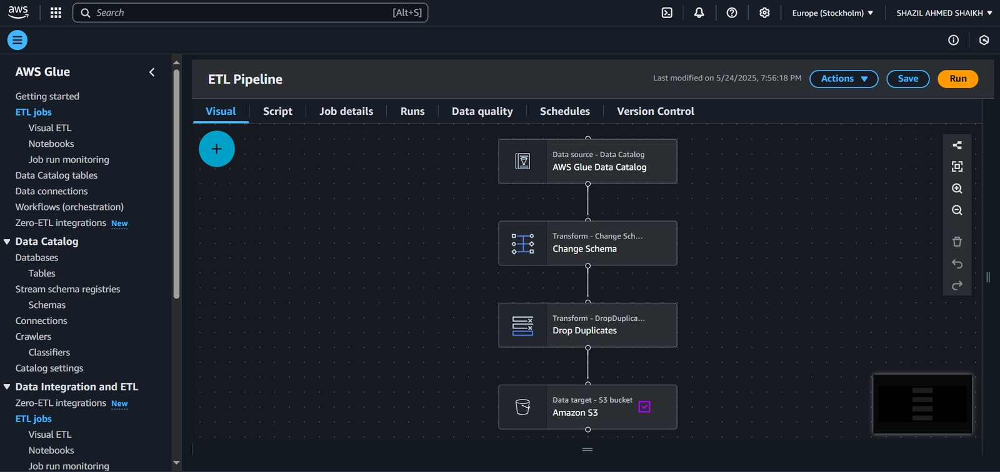 aws
Search [Alt+S]
Europe (Stockholm)
SHAZIL AHMED SHAIKH
AWS Glue
Getting started
ETL jobs
Visual ETL
Notebooks
Job run monitoring
Data Catalog tables
Data connections
Workflows (orchestration)
Zero-ETL integrations New
Data Catalog
Databases
Tables
Stream schema registries
Schemas
Connections
Crawlers
Classifiers
Catalog settings
Data Integration and ETL
Zero-ETL integrations New
ETL jobs
Visual ETL
Notebooks
Job run monitoring
ETL Pipeline
Last modified on 5/24/2025, 7:56:18 PM
Actions
Save
Run
Visual
Script
Job details
Runs
Data quality
Schedules
Version Control
Data source - Data Catalog
AWS Glue Data Catalog
Transform - Change Sch...
Change Schema
Transform - DropDuplica...
Drop Duplicates
Data target - S3 bucket
Amazon S3